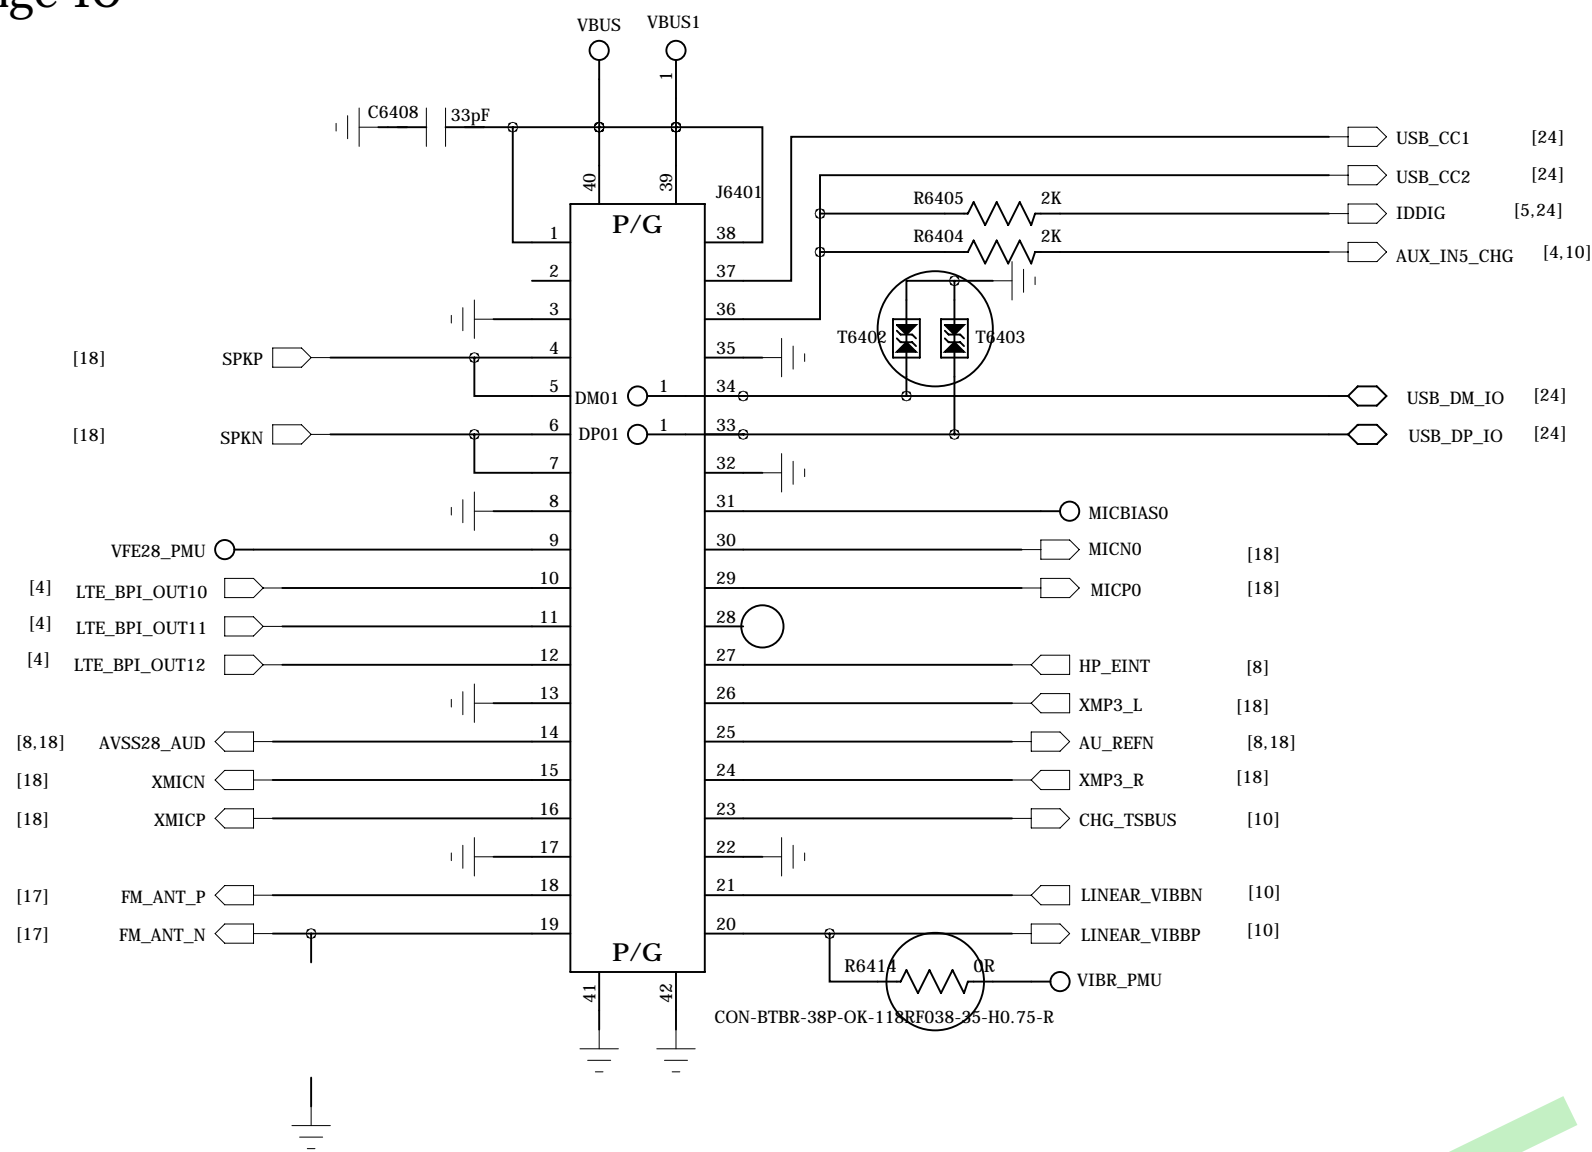 VBUS VBUS1
1
C6408 33pF
USB_CC1 [24]
40 39
J6401
USB_CC2 [24]
R6405 2K
IDDIG [5,24]
P/G
1 38
R6404 2K
AUX_IN5_CHG [4,10]
2 37
3 36
T6402 T6403
[18] SPKP 4 35
5 DM01 1 34 USB_DM_IO [24]
[18] SPKN 6 DP01 1 33 USB_DP_IO [24]
7 32
8 31 MICBIAS0
VFE28_PMU 9 30 MICN0 [18]
[4] LTE_BPI_OUT10 10 29 MICP0 [18]
[4] LTE_BPI_OUT11 11 28
[4] LTE_BPI_OUT12 12 27 HP_EINT [8]
13 26 XMP3_L [18]
[8,18] AVSS28_AUD 14 25 AU_REFN [8,18]
[18] XMICN 15 24 XMP3_R [18]
[18] XMICP 16 23 CHG_TSBUS [10]
17 22
[17] FM_ANT_P 18 21 LINEAR_VIBBN [10]
[17] FM_ANT_N 19 20 LINEAR_VIBBP [10]
P/G
R6414 0R VIBR_PMU
41 42
CON-BTBR-38P-OK-118RF038-35-H0.75-R